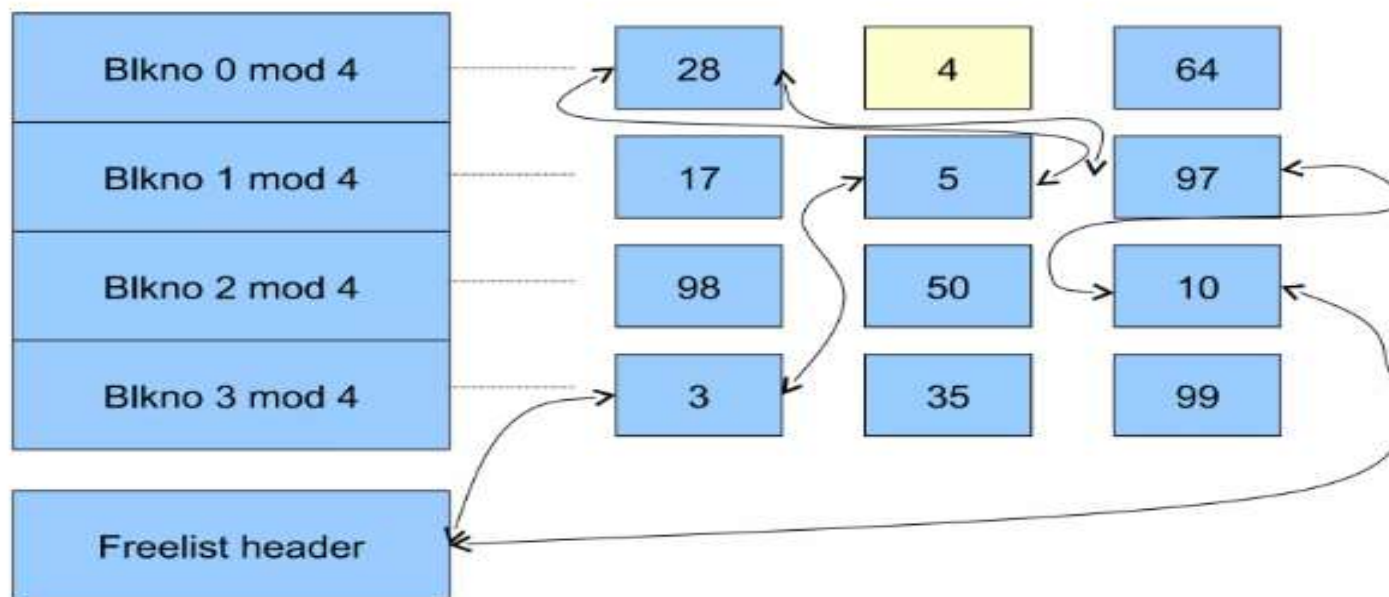 Blkno 0 mod 4 28 4 64
Blkno 1 mod 4 17 5 97
Blkno 2 mod 4 98 50 10
Blkno 3 mod 4 3 35 99
Freelist header